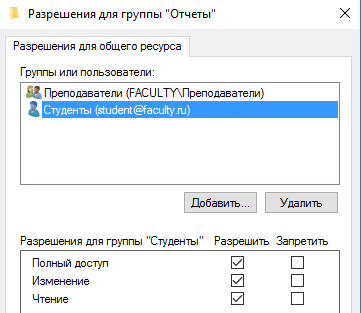 Разрешения для группы "Отчеты"
Разрешения для общего ресурса
Группы или пользователи:
Преподаватели (FACULTY\Преподаватели)
Студенты (student@faculty.ru)
Добавить... Удалить
Разрешения для группы "Студенты" Разрешить Запретить
Полный доступ
Изменение
Чтение